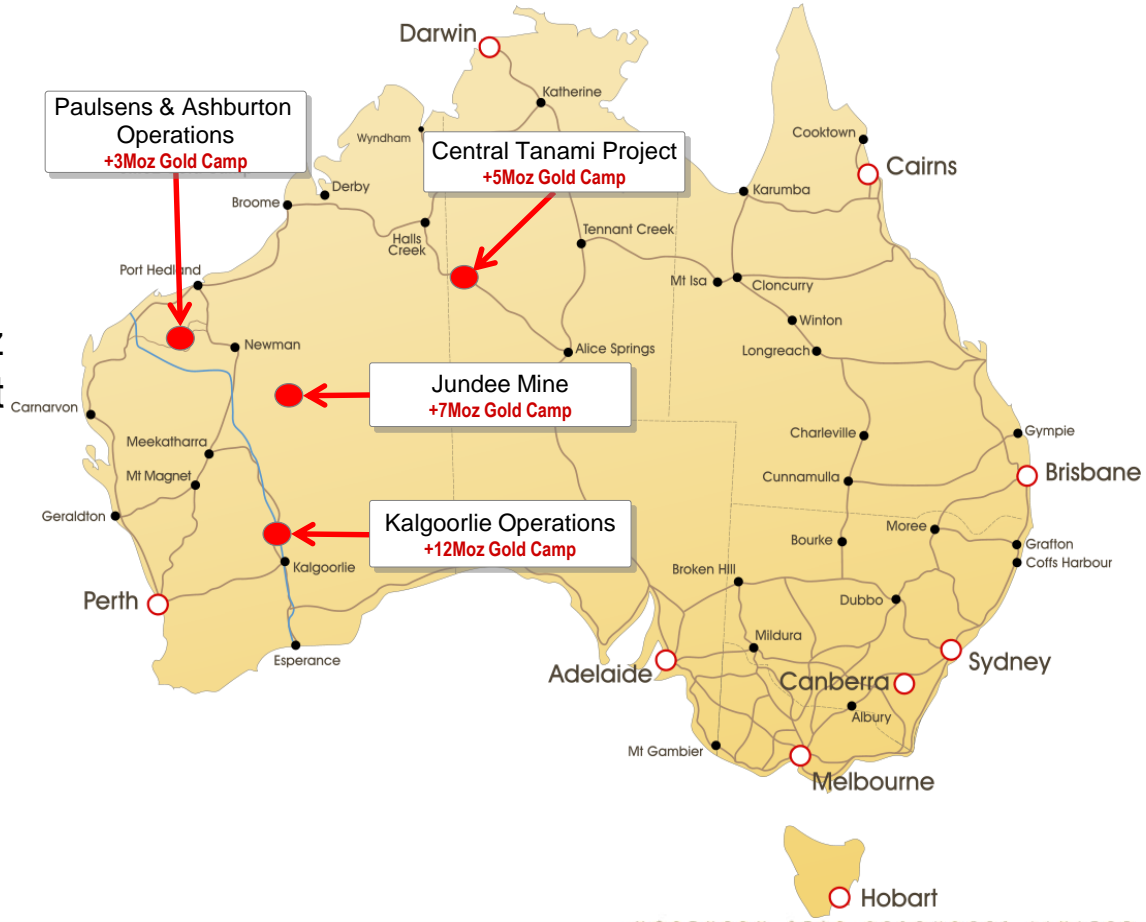 Darwin
Katherine
Paulsens & Ashburton
Operations
+3Moz Gold Camp
Wyndham
Central Tanami Project
+5Moz Gold Camp
Cooktown
Cairns
Derby
Broome
Karumba
Halls
Creek
Tennant Creek
Port Hedland
Mt Isa
Cloncurry
Winton
z
Newman
Alice Springs
Longreach
t
Carnarvon
Jundee Mine
+7Moz Gold Camp
Meekatharra
Charleville
Gympie
Mt Magnet
Cunnamulla
Brisbane
Geraldton
Kalgoorlie Operations
+12Moz Gold Camp
Moree
Bourke
Grafton
Coffs Harbour
Kalgoorlie
Broken Hill
Perth
Dubbo
Mildura
Esperance
Adelaide
Sydney
Canberra
Albury
Mt Gambier
Melbourne
Hobart